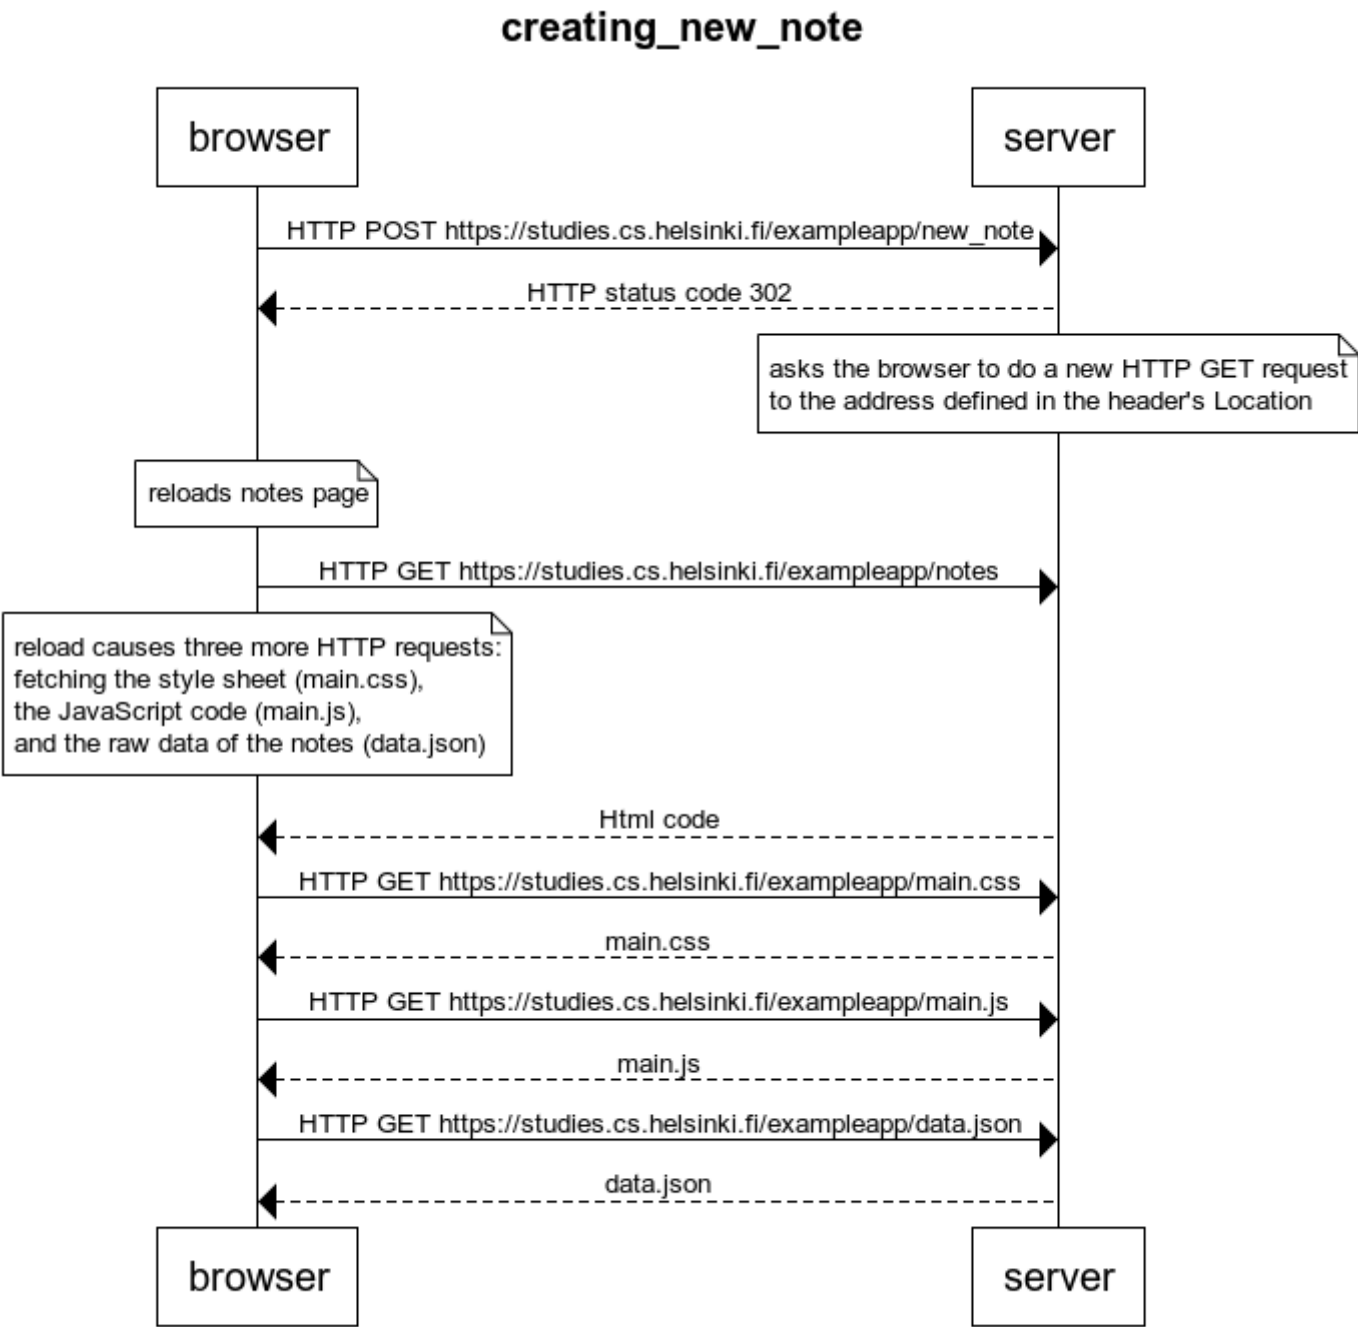 creating_new_note
browser
server
HTTP POST https://studies.cs.helsinki.fi/exampleapp/new_note
HTTP status code 302
asks the browser to do a new HTTP GET request
to the address defined in the header's Location
reloads notes page
HTTP GET https://studies.cs.helsinki.fi/exampleapp/notes
reload causes three more HTTP requests:
fetching the style sheet (main.css),
the JavaScript code (main.js),
and the raw data of the notes (data.json)
Html code
HTTP GET https://studies.cs.helsinki.fi/exampleapp/main.css
main.css
HTTP GET https://studies.cs.helsinki.fi/exampleapp/main.js
main.js
HTTP GET https://studies.cs.helsinki.fi/exampleapp/data.json
data.json
browser
server